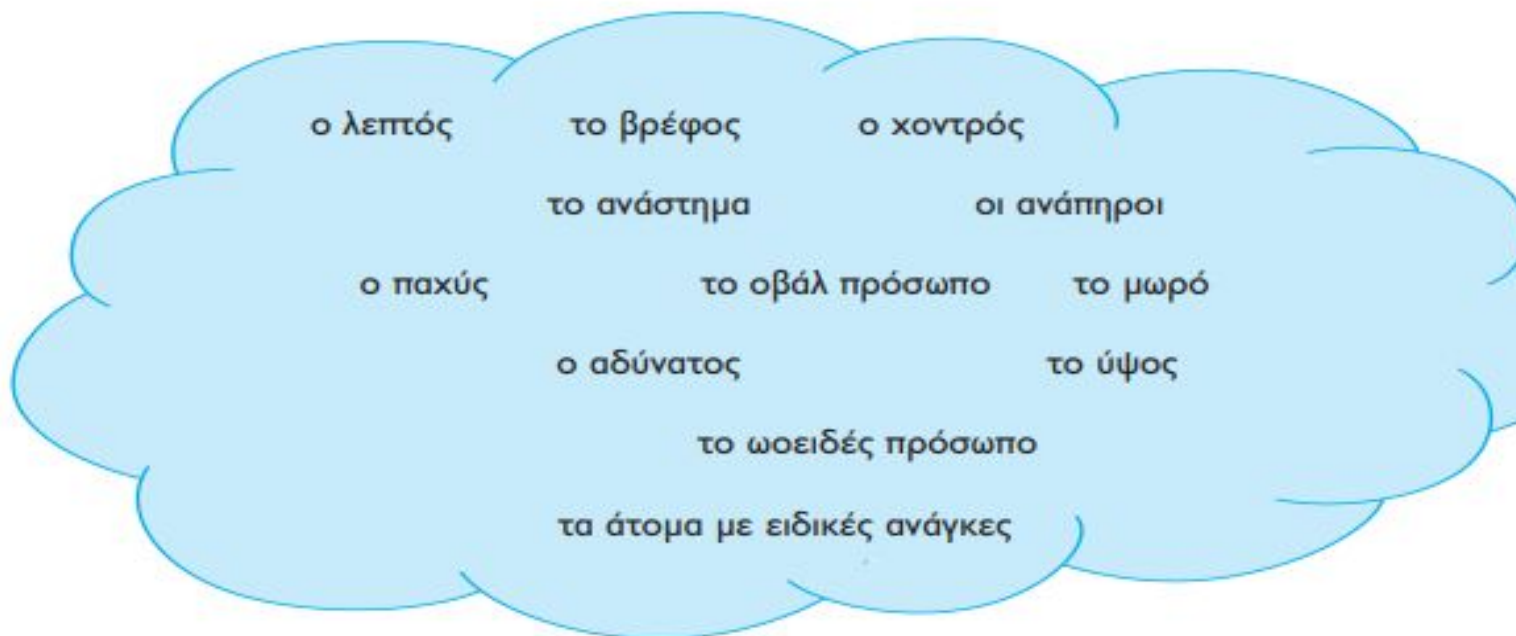 ο λεπτός το βρέφος ο χοντρός
το ανάστημα οι ανάπηροι
ο παχύς το οβάλ πρόσωπο το μωρό
ο αδύνατος το ύψος
το ωοειδές πρόσωπο
τα άτομα με ειδικές ανάγκες